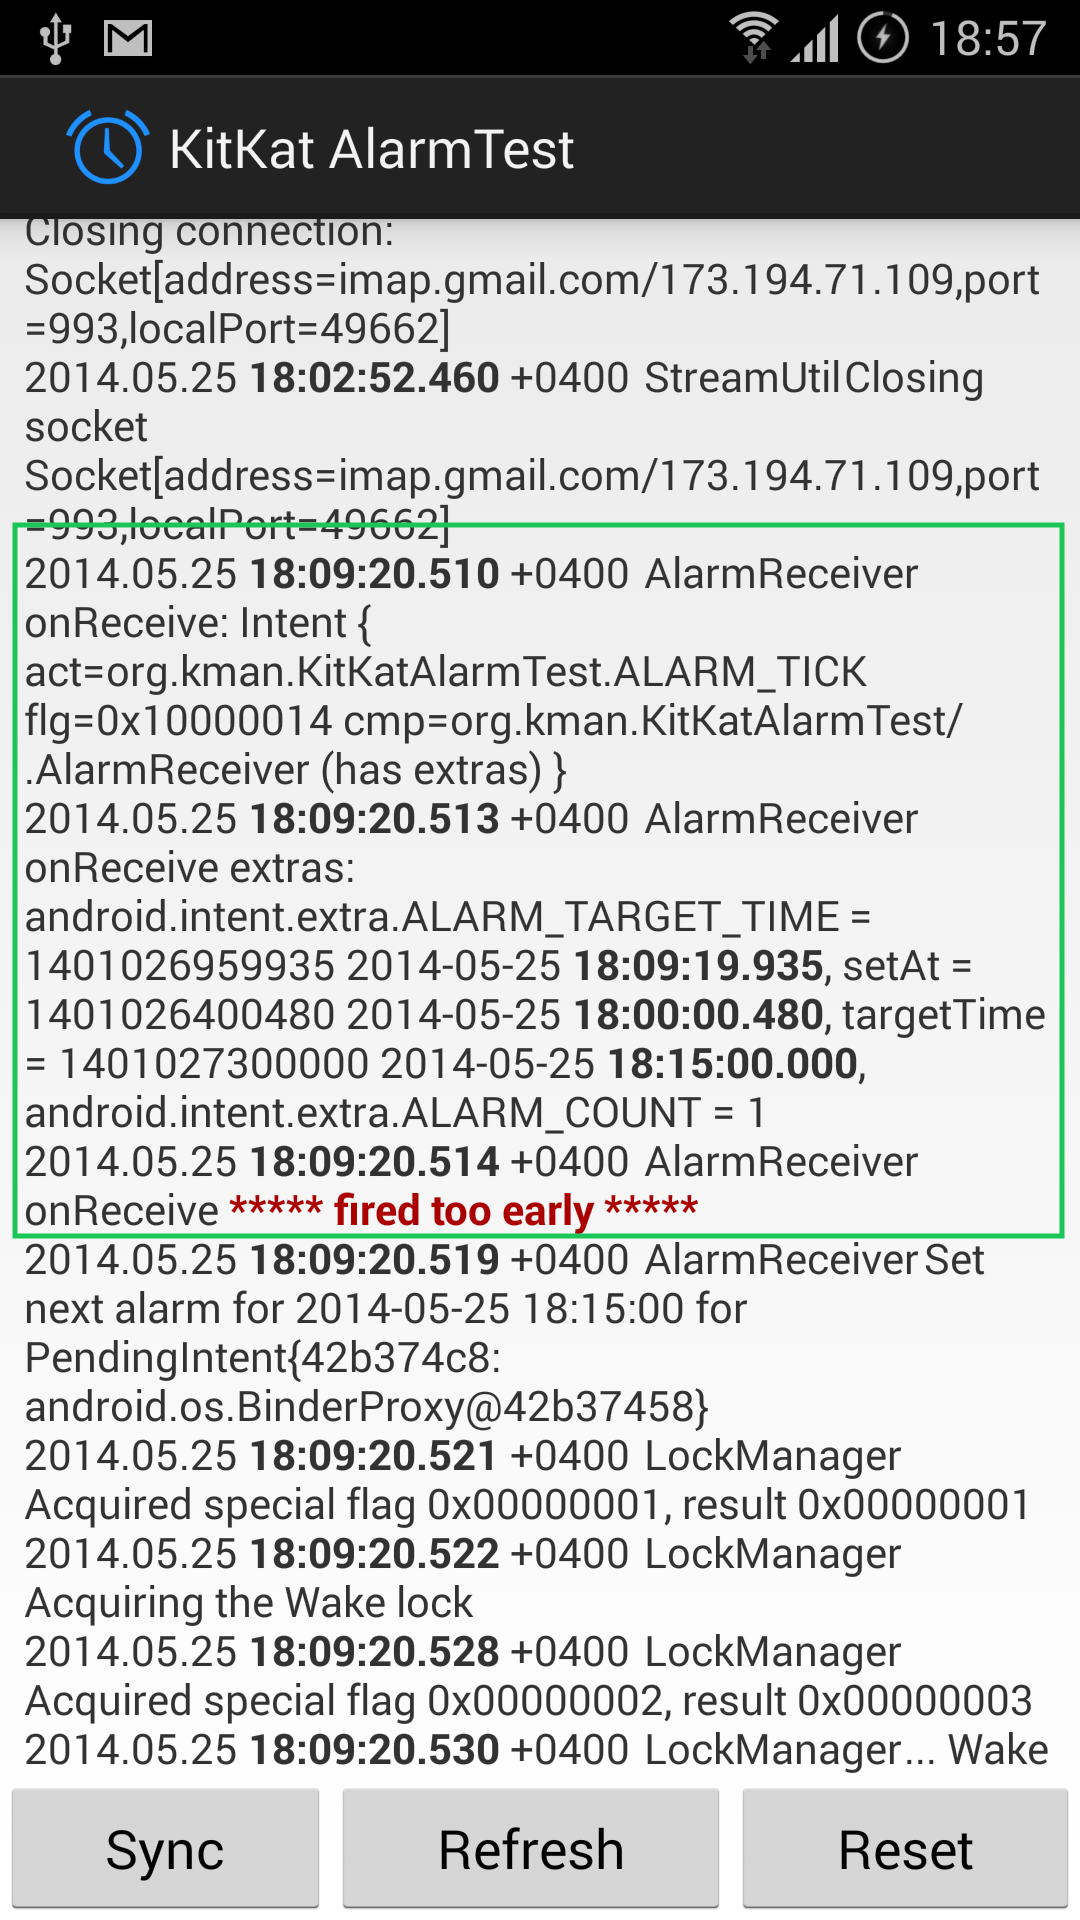 18:57
KitKat AlarmTest
Closing connection:
Socket[address=imap.gmail.com/173.194.71.109,port
=993,localPort=49662]
2014.05.25 18:02:52.460 +0400 StreamUtil Closing
socket
Socket[address=imap.gmail.com/173.194.71.109,port
=993,localPort=49662]
2014.05.25 18:09:20.510 +0400 AlarmReceiver
onReceive: Intent {
act=org.kman.KitKatAlarmTest.ALARM_TICK
flg=0x10000014 cmp=org.kman.KitKatAlarmTest/
.AlarmReceiver (has extras) }
2014.05.25 18:09:20.513 +0400 AlarmReceiver
onReceive extras:
android.intent.extra.ALARM_TARGET_TIME =
1401026959935 2014-05-25 18:09:19.935, setAt =
1401026400480 2014-05-25 18:00:00.480, targetTime
= 1401027300000 2014-05-25 18:15:00.000,
android.intent.extra.ALARM_COUNT = 1
2014.05.25 18:09:20.514 +0400 AlarmReceiver
onReceive ***** fired too early *****
2014.05.25 18:09:20.519 +0400 AlarmReceiver Set
next alarm for 2014-05-25 18:15:00 for
PendingIntent{42b374c8:
android.os.BinderProxy@42b37458}
2014.05.25 18:09:20.521 +0400 LockManager
Acquired special flag 0x00000001, result 0x00000001
2014.05.25 18:09:20.522 +0400 LockManager
Acquiring the Wake lock
2014.05.25 18:09:20.528 +0400 LockManager
Acquired special flag 0x00000002, result 0x00000003
2014.05.25 18:09:20.530 +0400 LockManager... Wake
Sync
Refresh
Reset